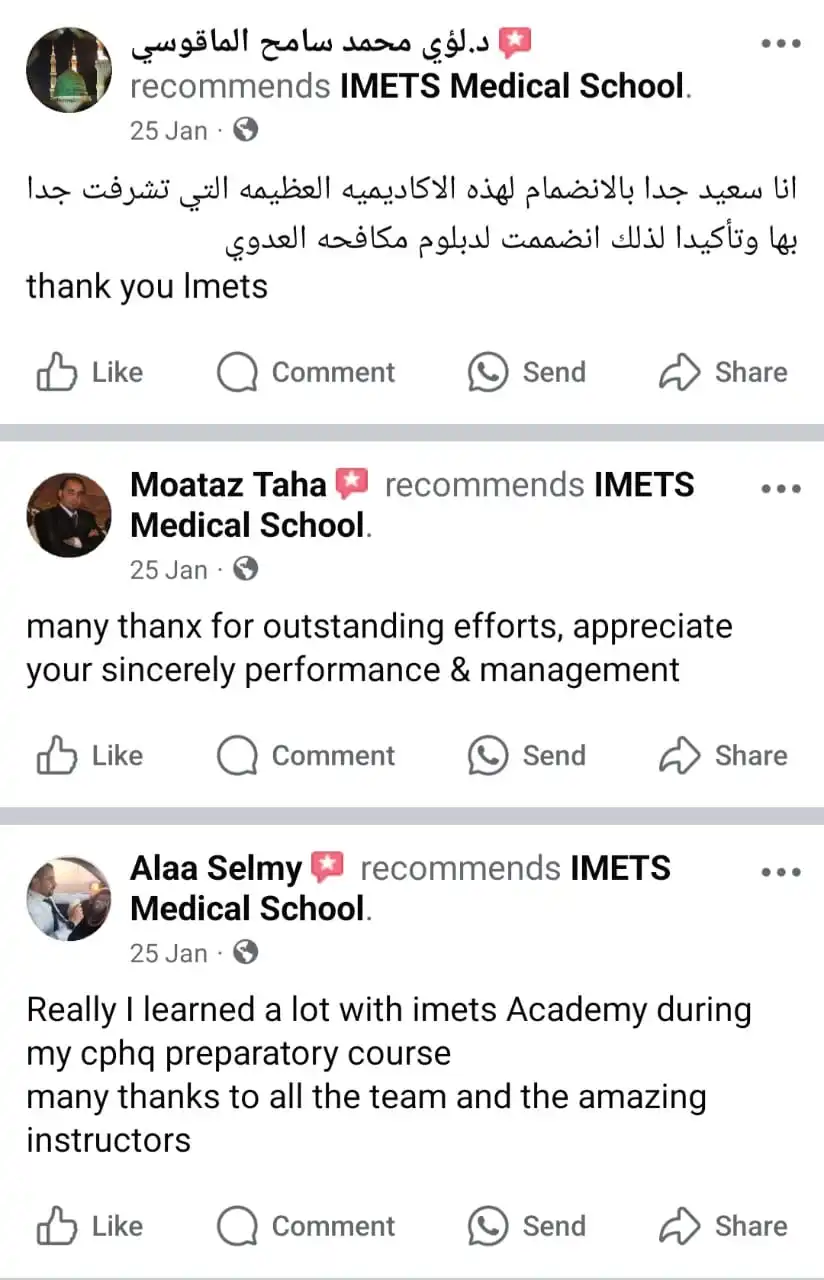 د.لؤي محمد سامح الماقوسي
recommends IMETS Medical School.
25 Jan ·
انا سعيد جدا بالانضمام لهذه الاكاديميه العظيمه التي تشرفت جدا
بها وتأكيدا لذلك انضممت لدبلوم مكافحه العدوي
thank you Imets
Like Comment Send Share
Moataz Taha recommends IMETS
Medical School.
25 Jan ·
many thanx for outstanding efforts, appreciate
your sincerely performance & management
Like Comment Send Share
Alaa Selmy recommends IMETS
Medical School.
25 Jan ·
Really I learned a lot with imets Academy during
my cphq preparatory course
many thanks to all the team and the amazing
instructors
Like Comment Send Share